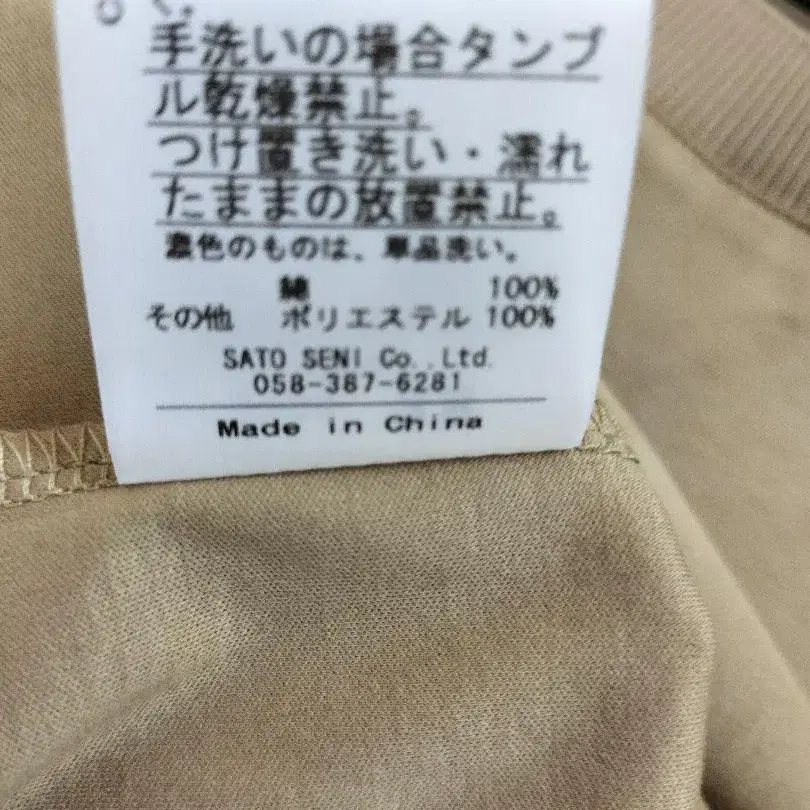 く。
手洗いの場合タンブ
ル乾燥禁止。
つけ置き洗い・濡れ
たままの放置禁止。
濃色のものは、単品洗い。
綿 100%
その他 ポリエステル 100%
SATO SENI Co.,Ltd.
058-387-6281
Made in China